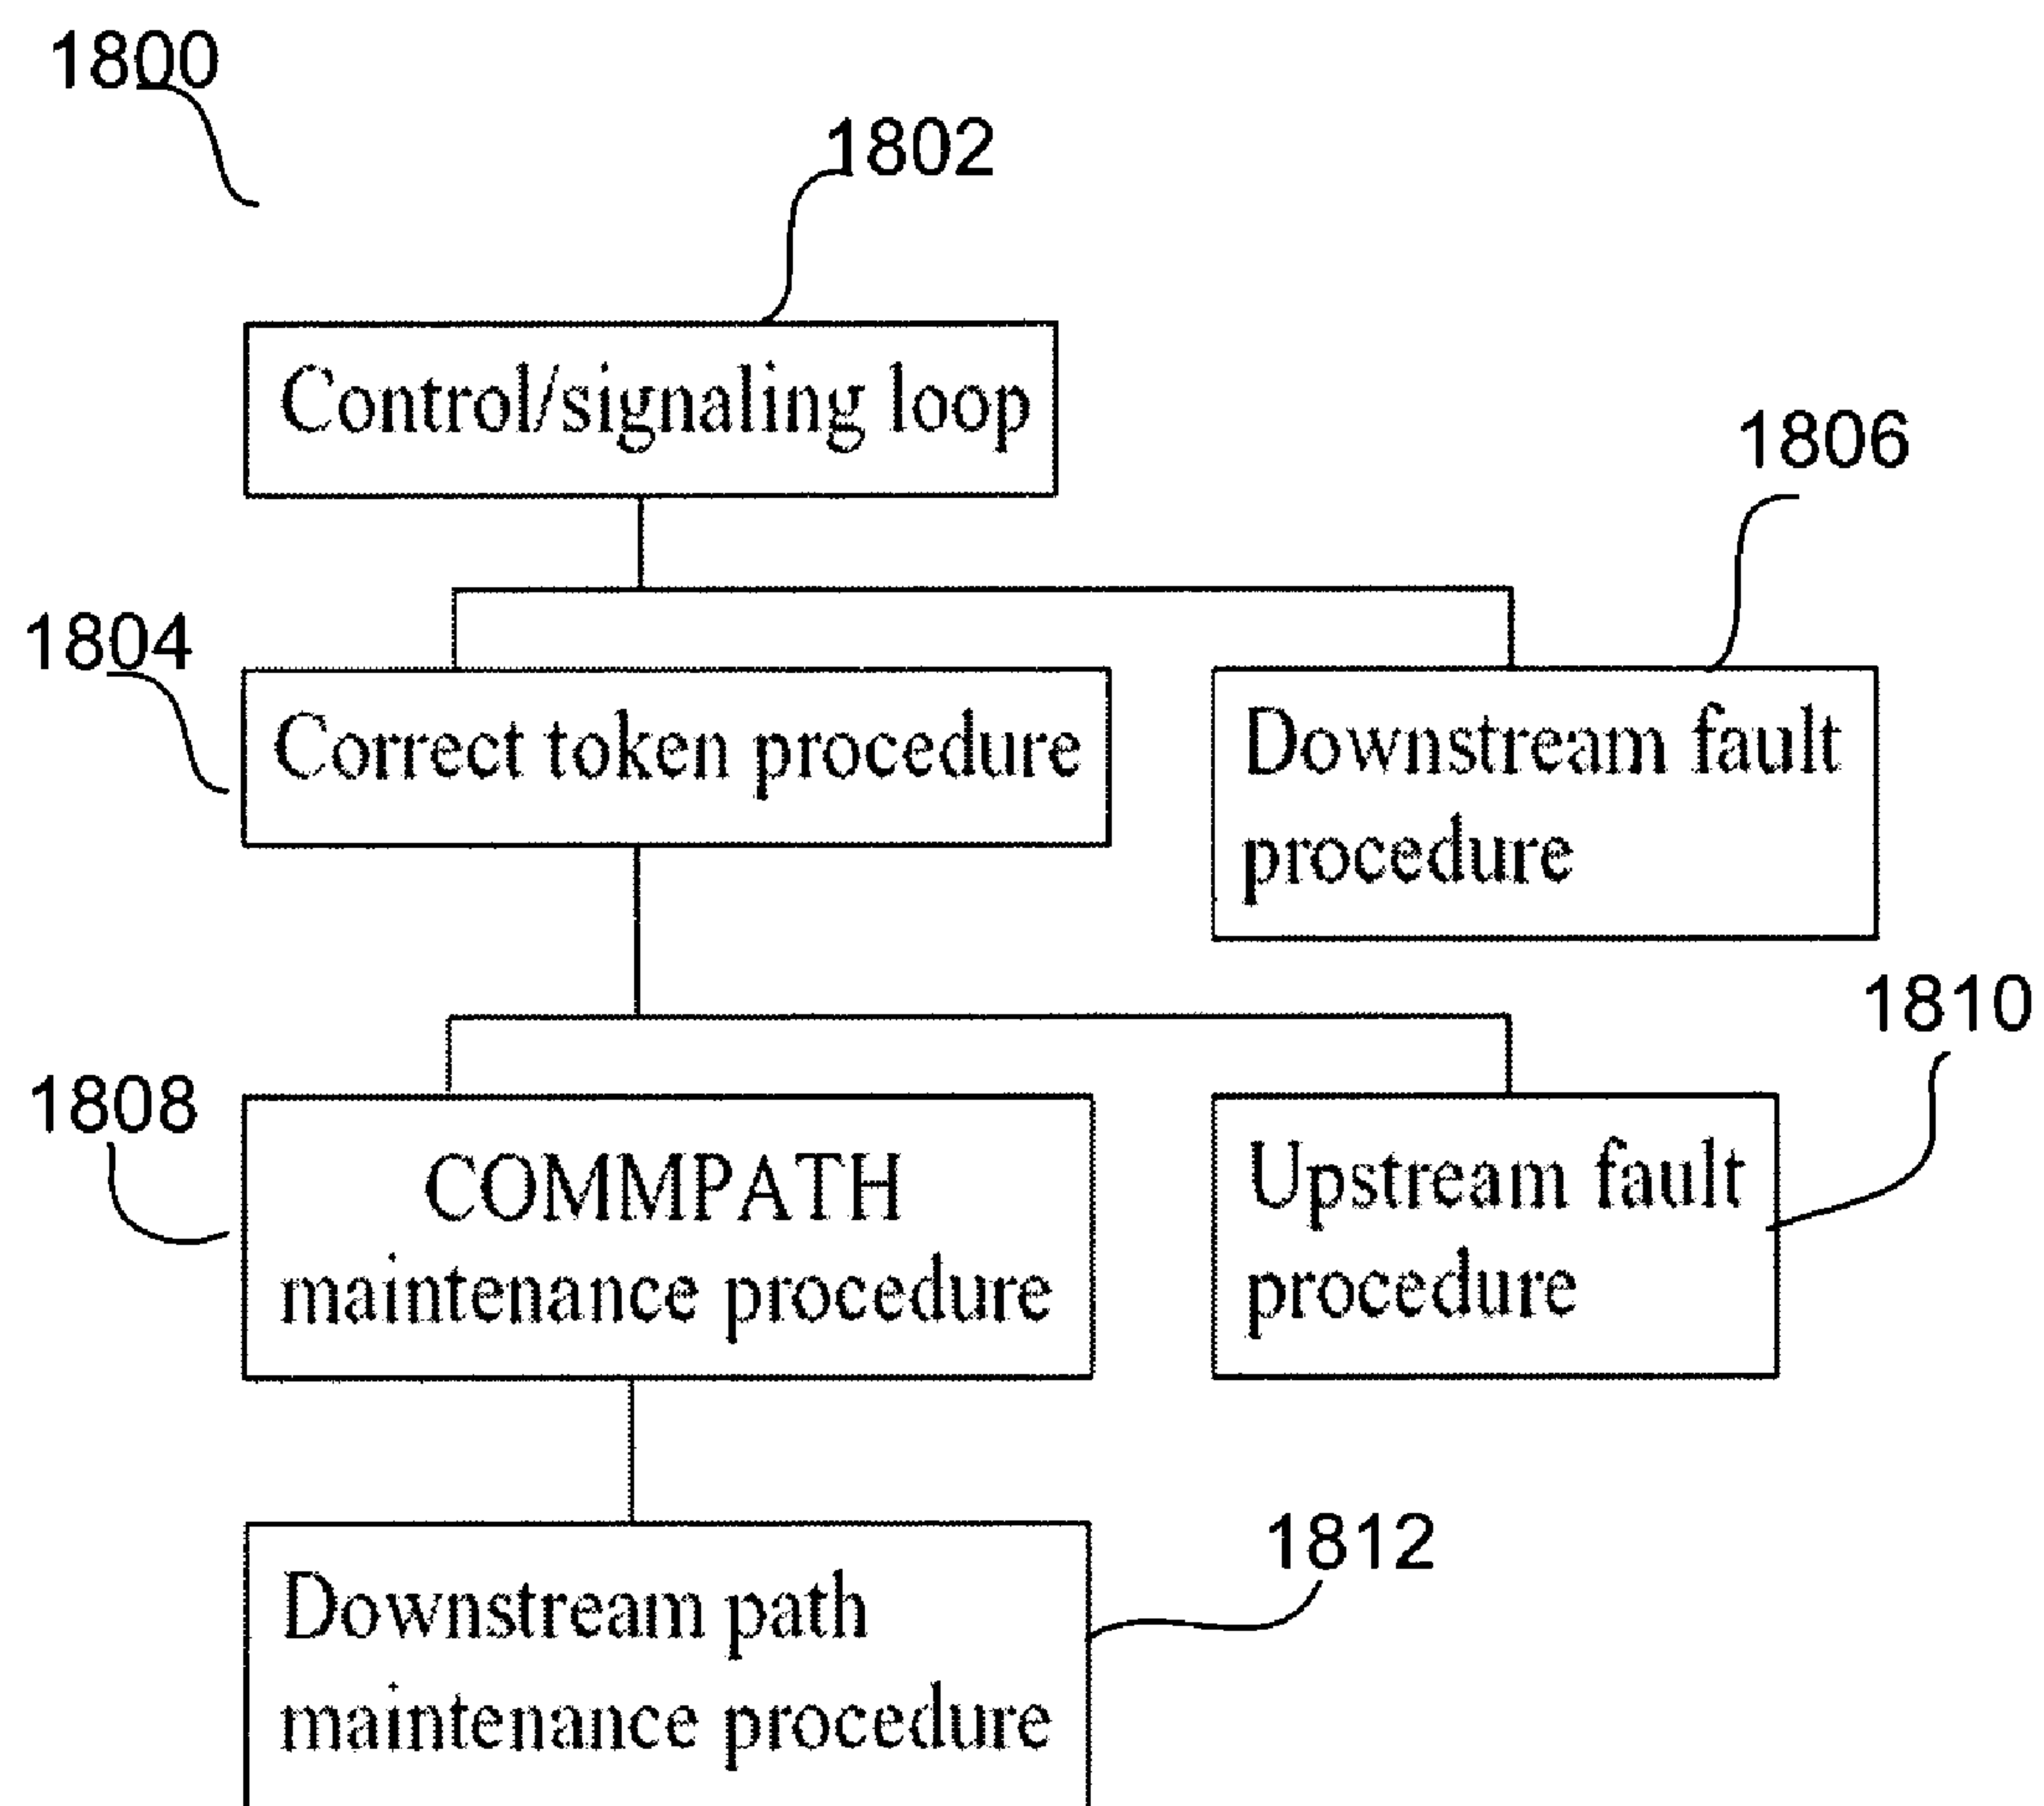 1800
1802
Control/signaling loop
1806
1804
Correct token procedure
Downstream fault
procedure
1810
1808
COMMPATH
maintenance procedure
Upstream fault
procedure
1812
Downstream path
maintenance procedure